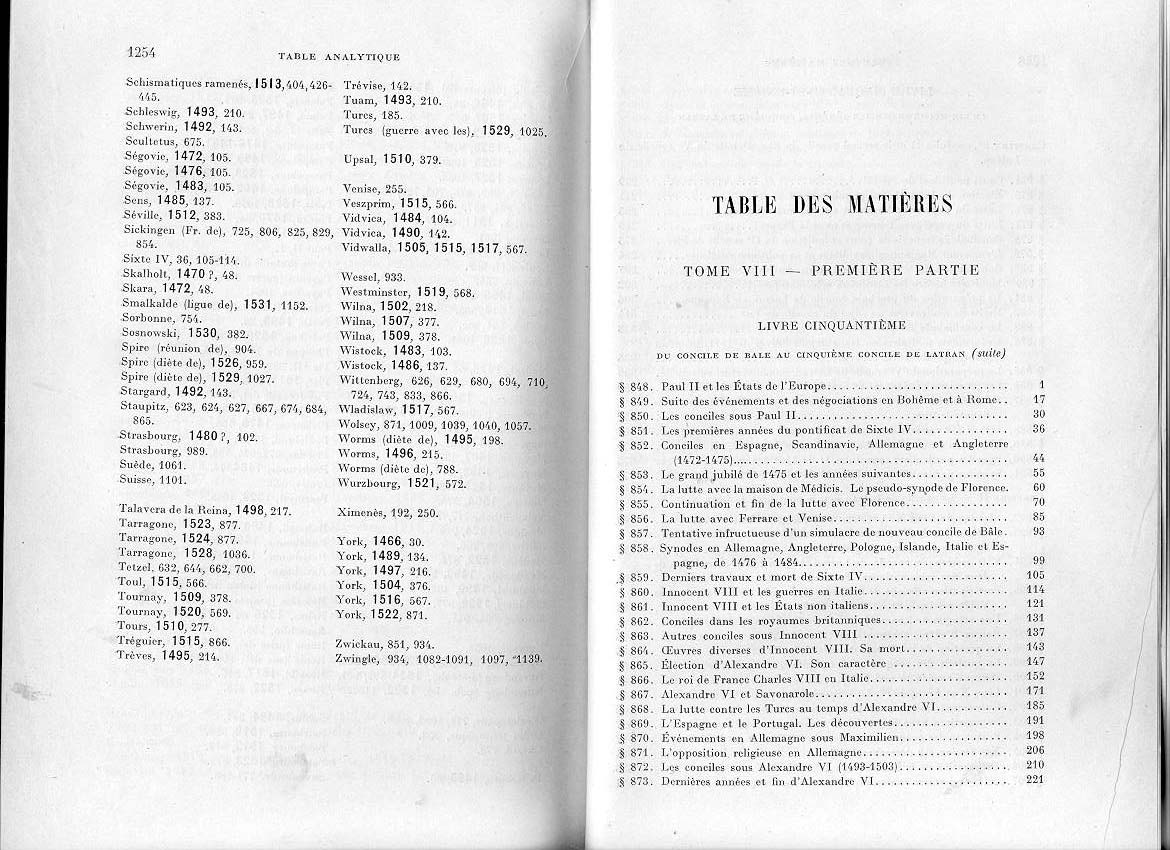 1254
TABLE ANALYTIQUE
Schismatiques ramenés, 1513, 404, 426-
445.
Schleswig, 1493, 210.
Schwerin, 1492, 143.
Scultetus, 675.
Ségovie, 1472, 105.
Ségovie, 1476, 105.
Ségovie, 1483, 105.
Sens, 1485, 137.
Séville, 1512, 383.
Sickingen (Fr. de), 725, 806, 825, 829,
854.
Sixte IV, 36, 105-114.
Skalholt, 1470 ?, 48.
Skara, 1472, 48.
Smalkalde (ligue de), 1531, 1152.
Sorbonne, 754.
Sosnowski, 1530, 382.
Spire (réunion de), 904.
Spire (diète de), 1526, 959.
Spire (diète de), 1529, 1027.
Stargard, 1492, 143.
Staupitz, 623, 624, 627, 667, 674, 684,
865.
Strasbourg, 1480 ?, 102.
Strasbourg, 989.
Suède, 1061.
Suisse, 1101.
Talavera de la Reina, 1498, 217.
Tarragone, 1523, 877.
Tarragone, 1524, 877.
Tarragone, 1528, 1036.
Tetzel, 632, 644, 662, 700.
Toul, 1515, 566.
Tournay, 1509, 378.
Tournay, 1520, 569.
Tours, 1510, 277.
Tréguier, 1515, 866.
Trèves, 1495, 214.
Trévise, 142.
Tuam, 1493, 210.
Turcs, 185.
Turcs (guerre avec les), 1529, 1025.
Upsal, 1510, 379.
Venise, 255.
Veszprim, 1515, 566.
Vidvica, 1484, 104.
Vidvica, 1490, 142.
Vidwalla, 1505, 1515, 1517, 567.
Wessel, 933.
Westminster, 1519, 568.
Wilna, 1502, 218.
Wilna, 1507, 377.
Wilna, 1509, 378.
Wistock, 1483, 103.
Wistock, 1486, 137.
Wittenberg, 626, 629, 680, 694, 710,
724, 743, 833, 866.
Wladislaw, 1517, 567.
Wolsey, 871, 1009, 1039, 1040, 1057.
Worms (diète de), 1495, 198.
Worms, 1496, 215.
Worms (diète de), 788.
Wurzbourg, 1521, 572.
Ximenès, 192, 250.
York, 1466, 30.
York, 1489, 134.
York, 1497, 216.
York, 1504, 376.
York, 1516, 567.
York, 1522, 871.
Zwickau, 851, 934.
Zwingle, 934, 1082-1091, 1097, 1139.
TABLE DES MATIÈRES
TOME VIII — PREMIÈRE PARTIE
LIVRE CINQUANTIÈME
DU CONCILE DE BALE AU CINQUIÈME CONCILE DE LATRAN (suite)
§ 848. Paul II et les États de l'Europe. 1
§ 849. Suite des événements et des négociations en Bohême et à Rome. 17
§ 850. Les conciles sous Paul II. 30
§ 851. Les premières années du pontificat de Sixte IV. 36
§ 852. Conciles en Espagne, Scandinavie, Allemagne et Angleterre
(1472-1475). 44
§ 853. Le grand jubilé de 1475 et les années suivantes. 55
§ 854. La lutte avec la maison de Médicis. Le pseudo-synode de Florence. 60
§ 855. Continuation et fin de la lutte avec Florence. 70
§ 856. La lutte avec Ferrare et Venise. 85
§ 857. Tentative infructueuse d'un simulacre de nouveau concile de Bâle. 93
§ 858. Synodes en Allemagne, Angleterre, Pologne, Islande, Italie et Es-
pagne, de 1476 à 1484. 99
§ 859. Derniers travaux et mort de Sixte IV. 105
§ 860. Innocent VIII et les guerres en Italie. 114
§ 861. Innocent VIII et les États non italiens. 121
§ 862. Conciles dans les royaumes britanniques. 131
§ 863. Autres conciles sous Innocent VIII. 137
§ 864. Œuvres diverses d'Innocent VIII. Sa mort. 143
§ 865. Élection d'Alexandre VI. Son caractère. 147
§ 866. Le roi de France Charles VIII en Italie. 152
§ 867. Alexandre VI et Savonarole. 171
§ 868. La lutte contre les Turcs au temps d'Alexandre VI. 185
§ 869. L'Espagne et le Portugal. Les découvertes. 191
§ 870. Événements en Allemagne sous Maximilien. 198
§ 871. L'opposition religieuse en Allemagne. 206
§ 872. Les conciles sous Alexandre VI (1493-1503). 210
§ 873. Dernières années et fin d'Alexandre VI. 221